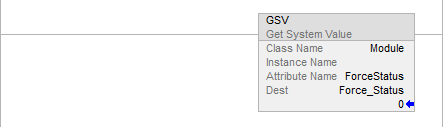 GSV
Get System Value
Class Name Module
Instance Name
Attribute Name ForceStatus
Dest Force_Status
0